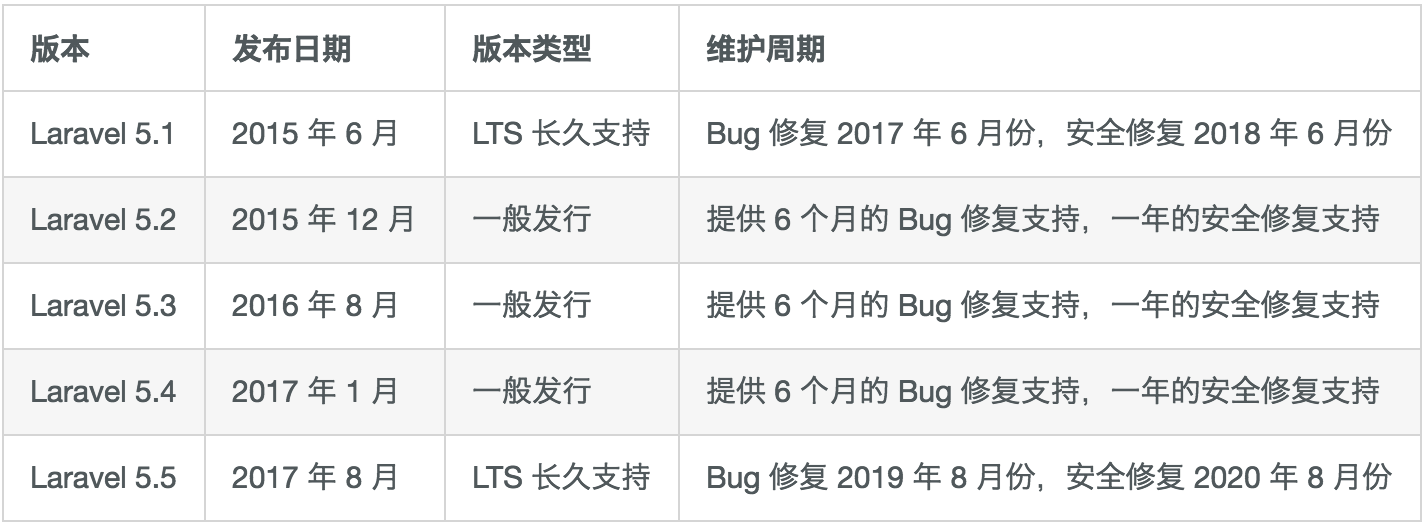 版本 发布日期 版本类型 维护周期
Laravel 5.1 2015 年 6 月 LTS 长久支持 Bug 修复 2017 年 6 月份，安全修复 2018 年 6 月份
Laravel 5.2 2015 年 12 月 一般发行 提供 6 个月的 Bug 修复支持，一年的安全修复支持
Laravel 5.3 2016 年 8 月 一般发行 提供 6 个月的 Bug 修复支持，一年的安全修复支持
Laravel 5.4 2017 年 1 月 一般发行 提供 6 个月的 Bug 修复支持，一年的安全修复支持
Laravel 5.5 2017 年 8 月 LTS 长久支持 Bug 修复 2019 年 8 月份，安全修复 2020 年 8 月份